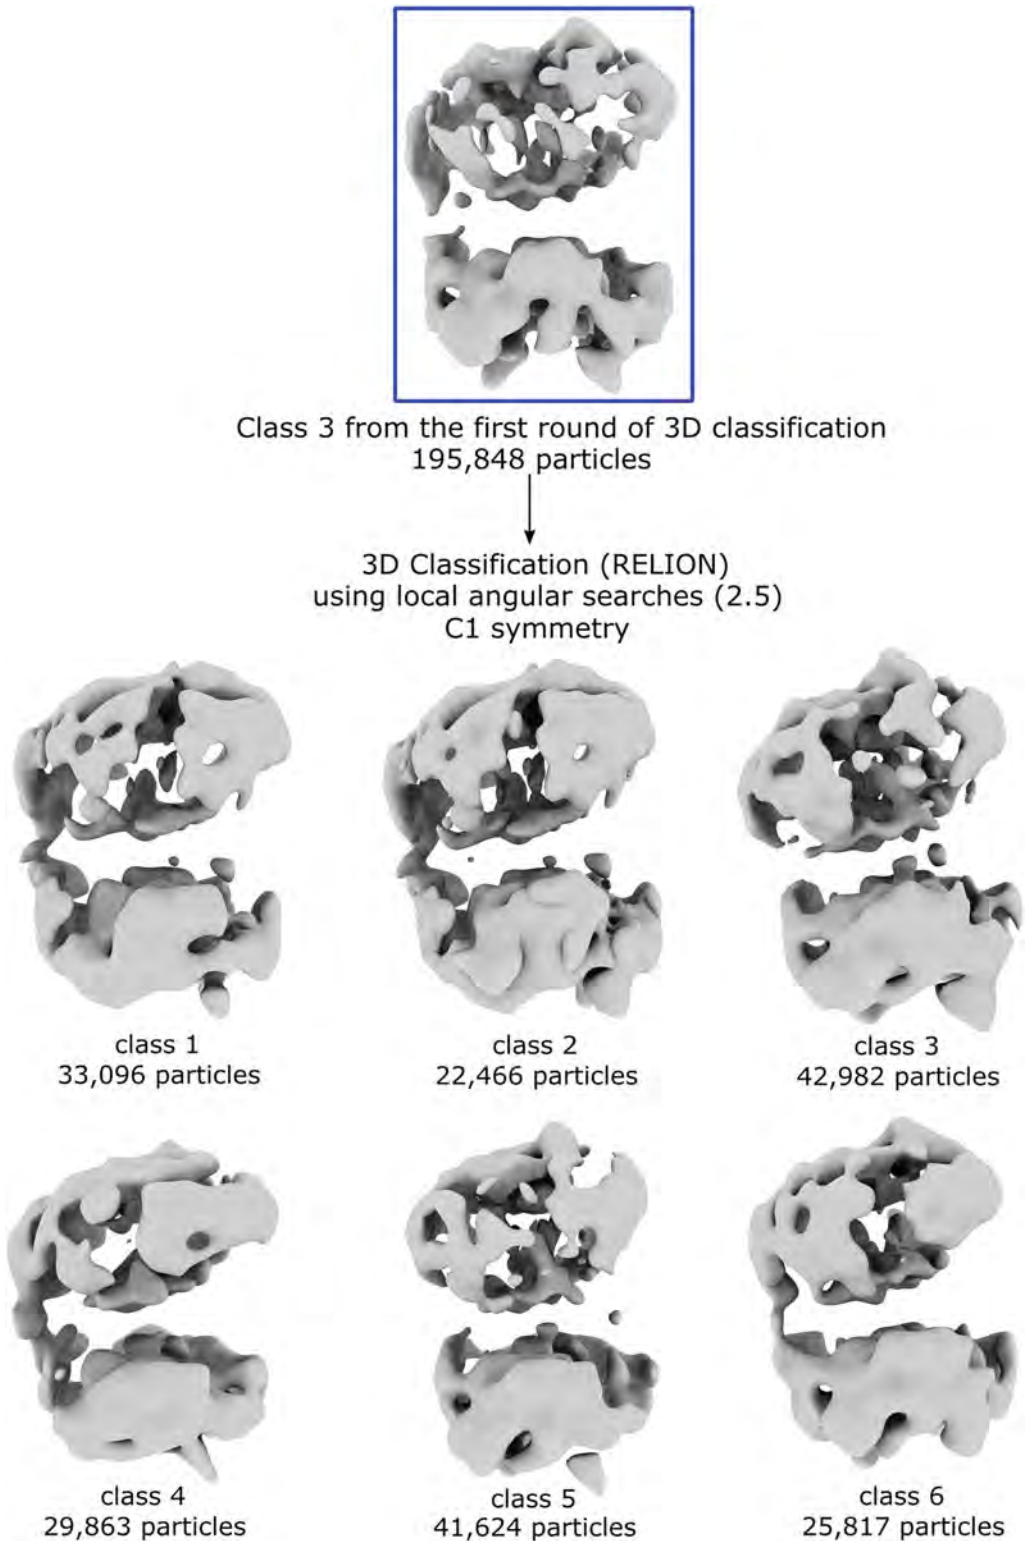 Class 3 from the first round of 3D classification
195,848 particles
3D Classification (RELION)
using local angular searches (2.5)
C1 symmetry
class 1
33,096 particles
class 2
22,466 particles
class 3
42,982 particles
class 4
29,863 particles
class 5
41,624 particles
class 6
25,817 particles